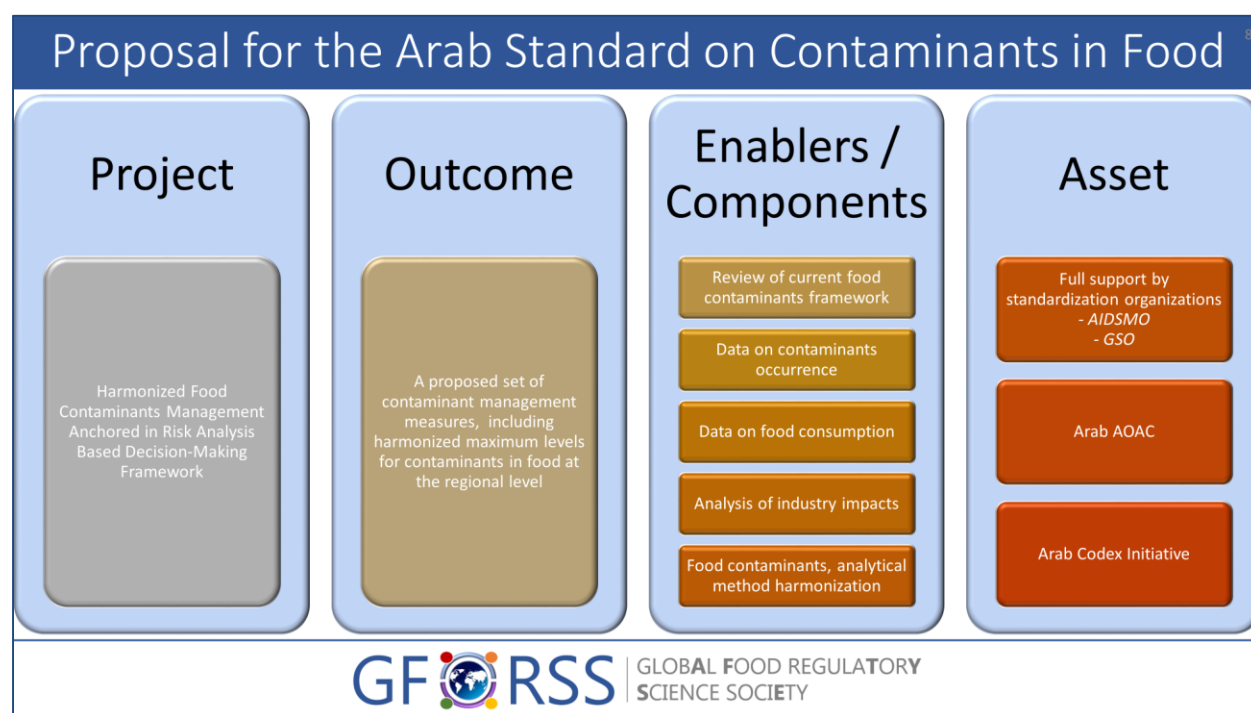 Proposal for the Arab Standard on Contaminants in Food
8
Project
Harmonized Food
Contaminants Management
Anchored in Risk Analysis
Based Decision-Making
Framework
Outcome
A proposed set of
contaminant management
measures, including
harmonized maximum levels
for contaminants in food at
the regional level
Enablers /
Components
Review of current food
contaminants framework
Data on contaminants
occurrence
Data on food consumption
Analysis of industry impacts
Food contaminants, analytical
method harmonization
Asset
Full support by
standardization organizations
- AIDSMO
- GSO
Arab AOAC
Arab Codex Initiative
GF RSS
GLOBAL FOOD REGULATORY
SCIENCE SOCIETY